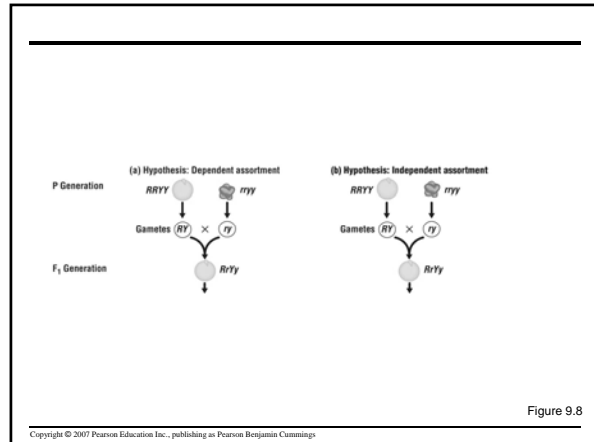 (a) Hypothesis: Dependent assortment
P Generation
RRYY rryy
Gametes RY × ry
F₁ Generation
RrYy
(b) Hypothesis: Independent assortment
RRYY rryy
Gametes RY × ry
RrYy
Figure 9.8
Copyright © 2007 Pearson Education Inc., publishing as Pearson Benjamin Cummings